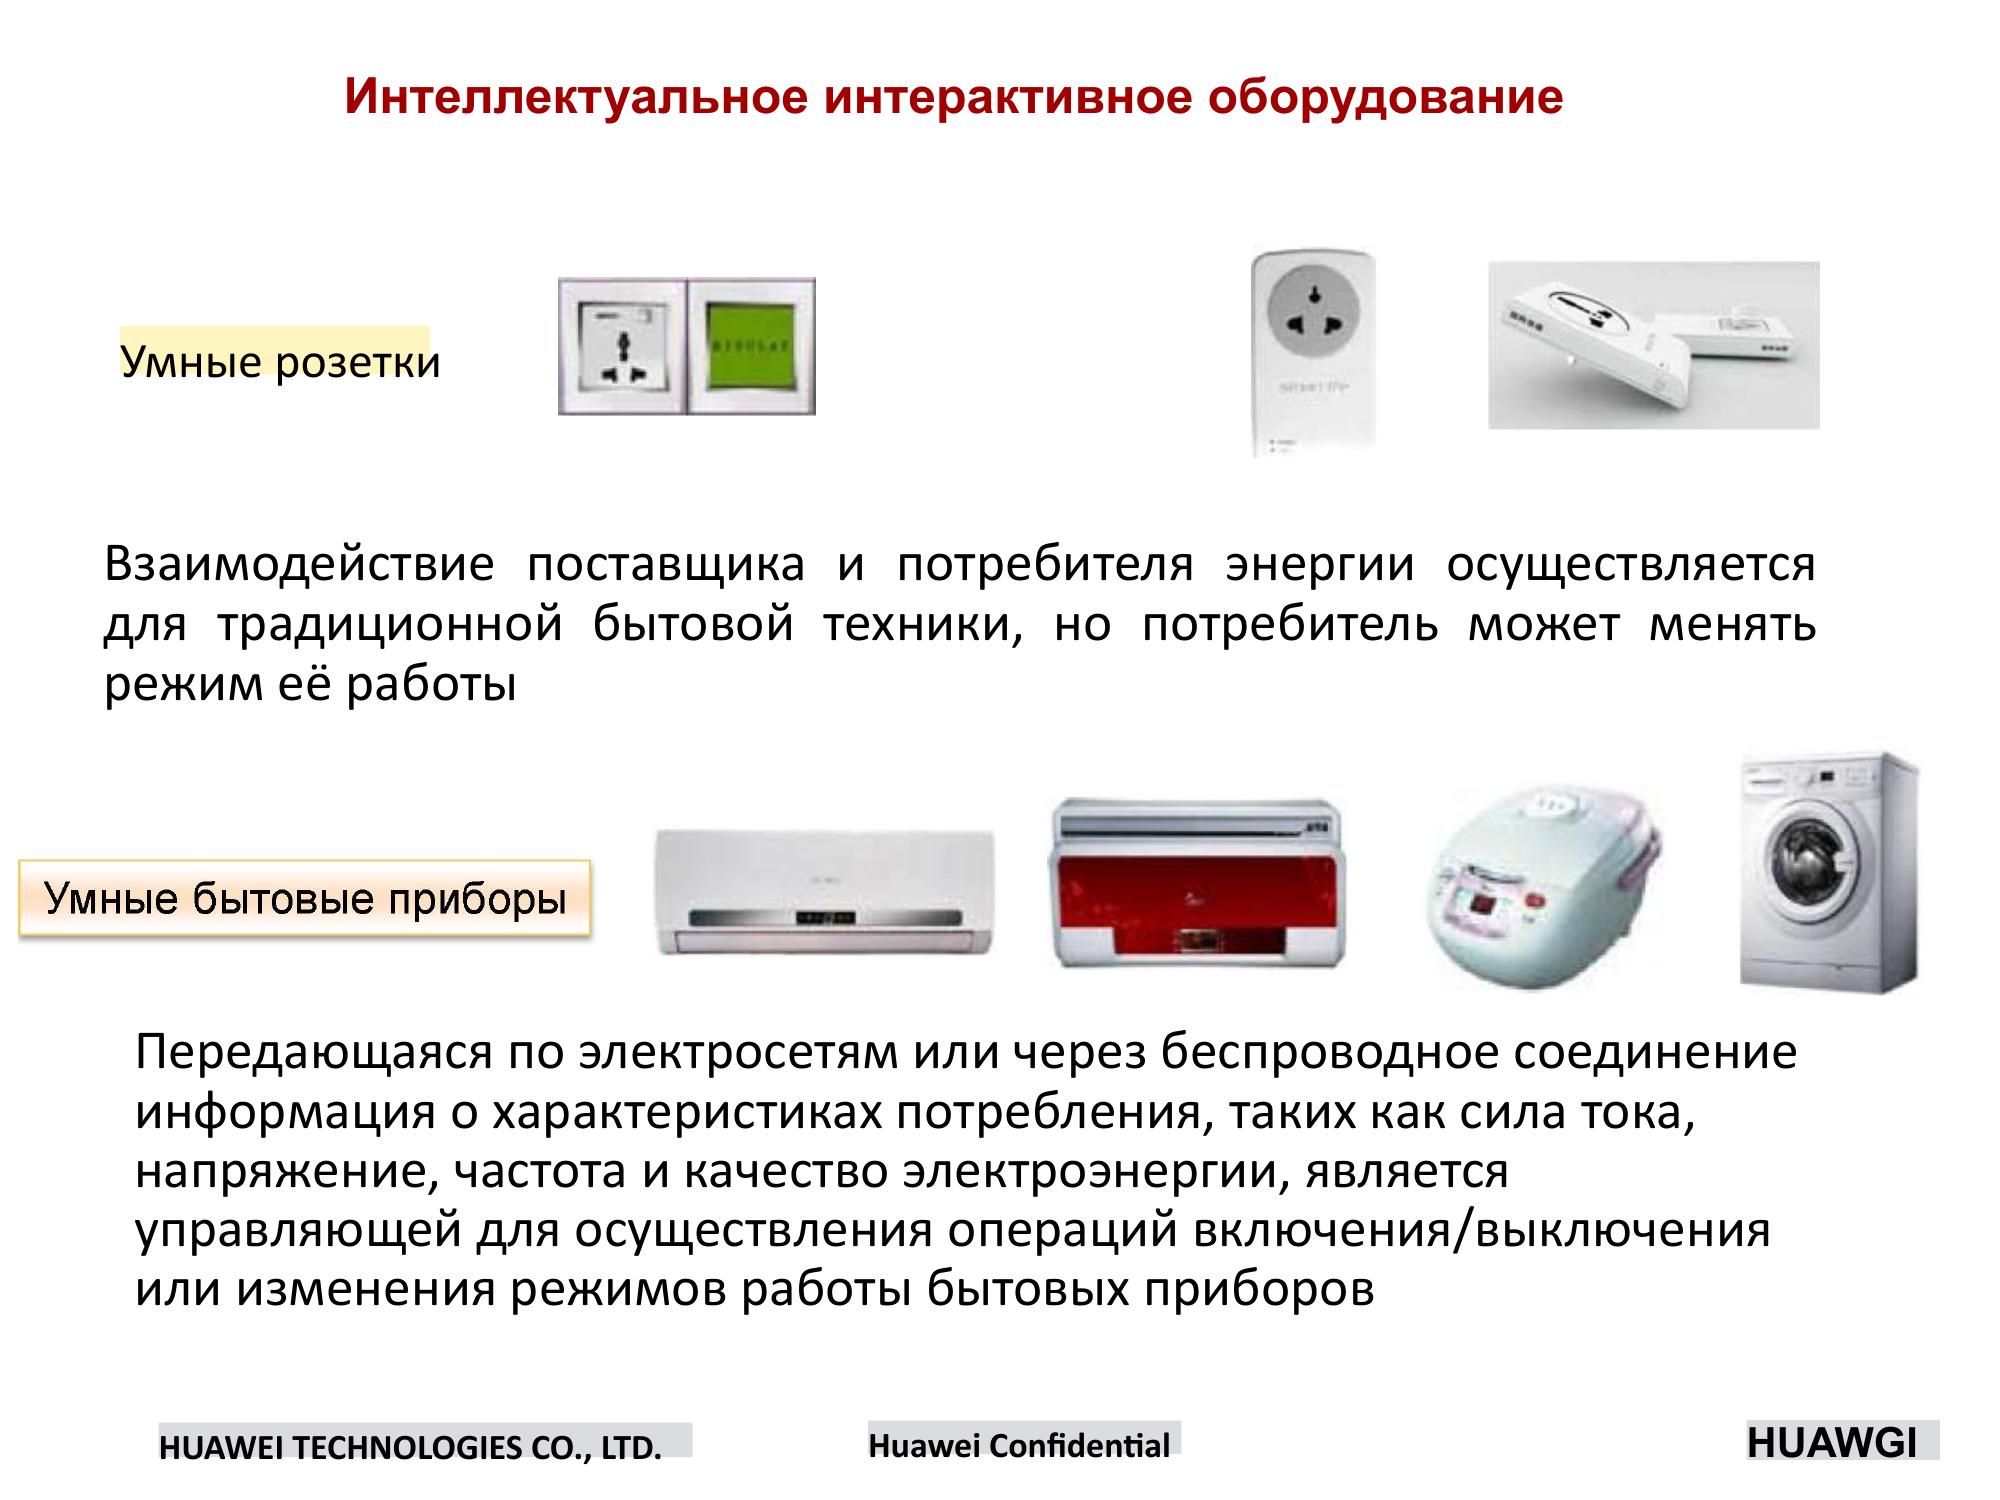 Интеллектуальное интерактивное оборудование
Умные розетки
Взаимодействие поставщика и потребителя энергии осуществляется
для традиционной бытовой техники, но потребитель может менять
режим её работы
Умные бытовые приборы
Передающаяся по электросетям или через беспроводное соединение
информация о характеристиках потребления, таких как сила тока,
напряжение, частота и качество электроэнергии, является
управляющей для осуществления операций включения/выключения
или изменения режимов работы бытовых приборов
HUAWEI TECHNOLOGIES CO., LTD.
Huawei Confidential
HUAWGI